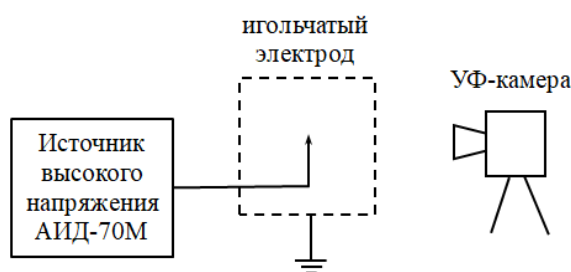 игольчатый
электрод
УФ-камера
Источник
высокого
напряжения
АИД-70М